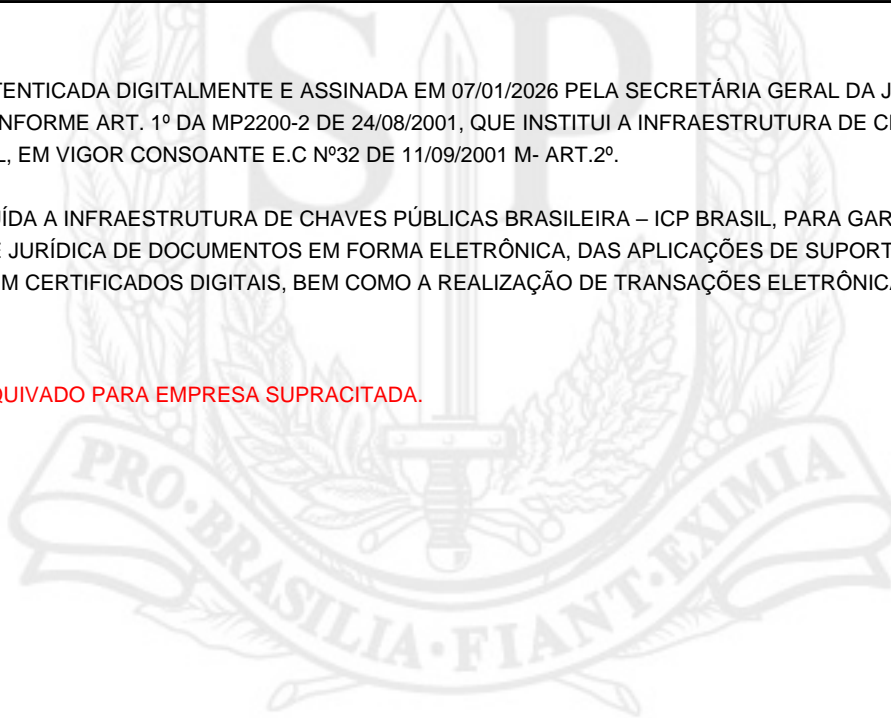 TENTICADA DIGITALMENTE E ASSINADA EM 07/01/2026 PELA SECRETÁRIA GERAL DA J
NFORME ART. 1º DA MP2200-2 DE 24/08/2001, QUE INSTITUI A INFRAESTRUTURA DE C
L, EM VIGOR CONSOANTE E.C Nº32 DE 11/09/2001 M- ART.2º.
ÍDA A INFRAESTRUTURA DE CHAVES PÚBLICAS BRASILEIRA – ICP BRASIL, PARA GAR
E JURÍDICA DE DOCUMENTOS EM FORMA ELETRÔNICA, DAS APLICAÇÕES DE SUPORT
M CERTIFICADOS DIGITAIS, BEM COMO A REALIZAÇÃO DE TRANSAÇÕES ELETRÔNICA
QUIVADO PARA EMPRESA SUPRACITADA.
SP
PRO·BRASILIA·FIANT·EXIMIA